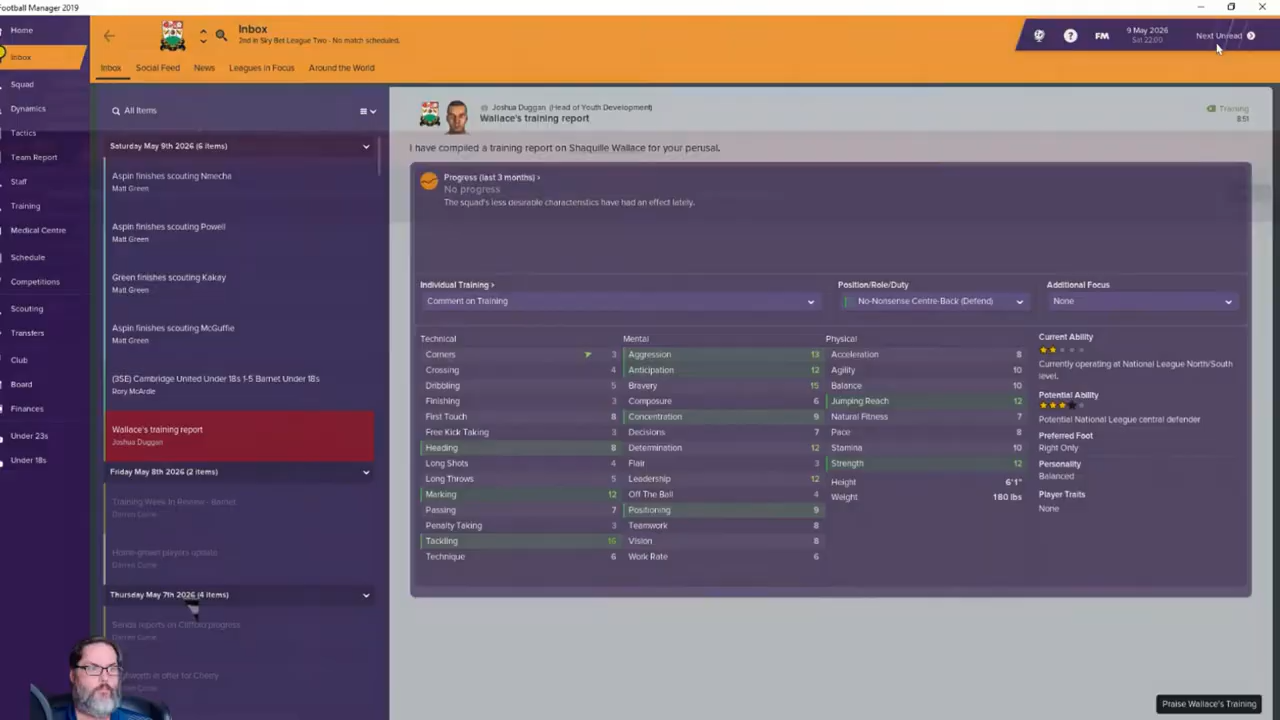 Football Manager 2019
Home
Inbox
Squad
Dynamics
Tactics
Team Report
Staff
Training
Medical Centre
Schedule
Competitions
Scouting
Transfers
Club
Board
Finances
Under 23s
Under 18s
Inbox
2nd in Sky Bet League Two - No match scheduled.
FM
9 May 2026
Sat 22:00
Next Unread
Inbox
Social Feed
News
Leagues in Focus
Around the World
All Items
Saturday May 9th 2026 (6 items)
Aspin finishes scouting Nmecha
Matt Green
Aspin finishes scouting Powell
Matt Green
Green finishes scouting Kakay
Matt Green
Aspin finishes scouting McGuffie
Matt Green
(3SE) Cambridge United Under 18s 1-5 Barnet Under 18s
Rory McArdle
Wallace's training report
Joshua Duggan
Friday May 8th 2026 (2 items)
Training Week In Review - Barnet
Darren Currie
Home-grown players update
Darren Currie
Thursday May 7th 2026 (4 items)
in offer for Cherry
Joshua Duggan (Head of Youth Development)
Wallace's training report
Training
8:51
I have compiled a training report on Shaquille Wallace for your perusal.
Progress (last 3 months) ›
No progress
The squad's less desirable characteristics have had an effect lately.
Individual Training ›
Comment on Training
Position/Role/Duty
No-Nonsense Centre-Back (Defend)
Additional Focus
None
Technical
Corners 3
Crossing 4
Dribbling 5
Finishing 3
First Touch 8
Free Kick Taking 3
Heading 8
Long Shots 4
Long Throws 5
Marking 12
Passing 7
Penalty Taking 3
Tackling 16
Technique 6
Mental
Aggression 13
Anticipation 12
Bravery 15
Composure 6
Concentration 9
Decisions 7
Determination 12
Flair 3
Leadership 12
Off The Ball 4
Positioning 9
Teamwork 8
Vision 8
Work Rate 6
Physical
Acceleration 8
Agility 10
Balance 10
Jumping Reach 12
Natural Fitness 7
Pace 8
Stamina 10
Strength 12
Height 6'1"
Weight 180 lbs
Current Ability
Currently operating at National League North/South
level.
Potential Ability
Potential National League central defender
Preferred Foot
Right Only
Personality
Balanced
Player Traits
None
Praise Wallace's Training